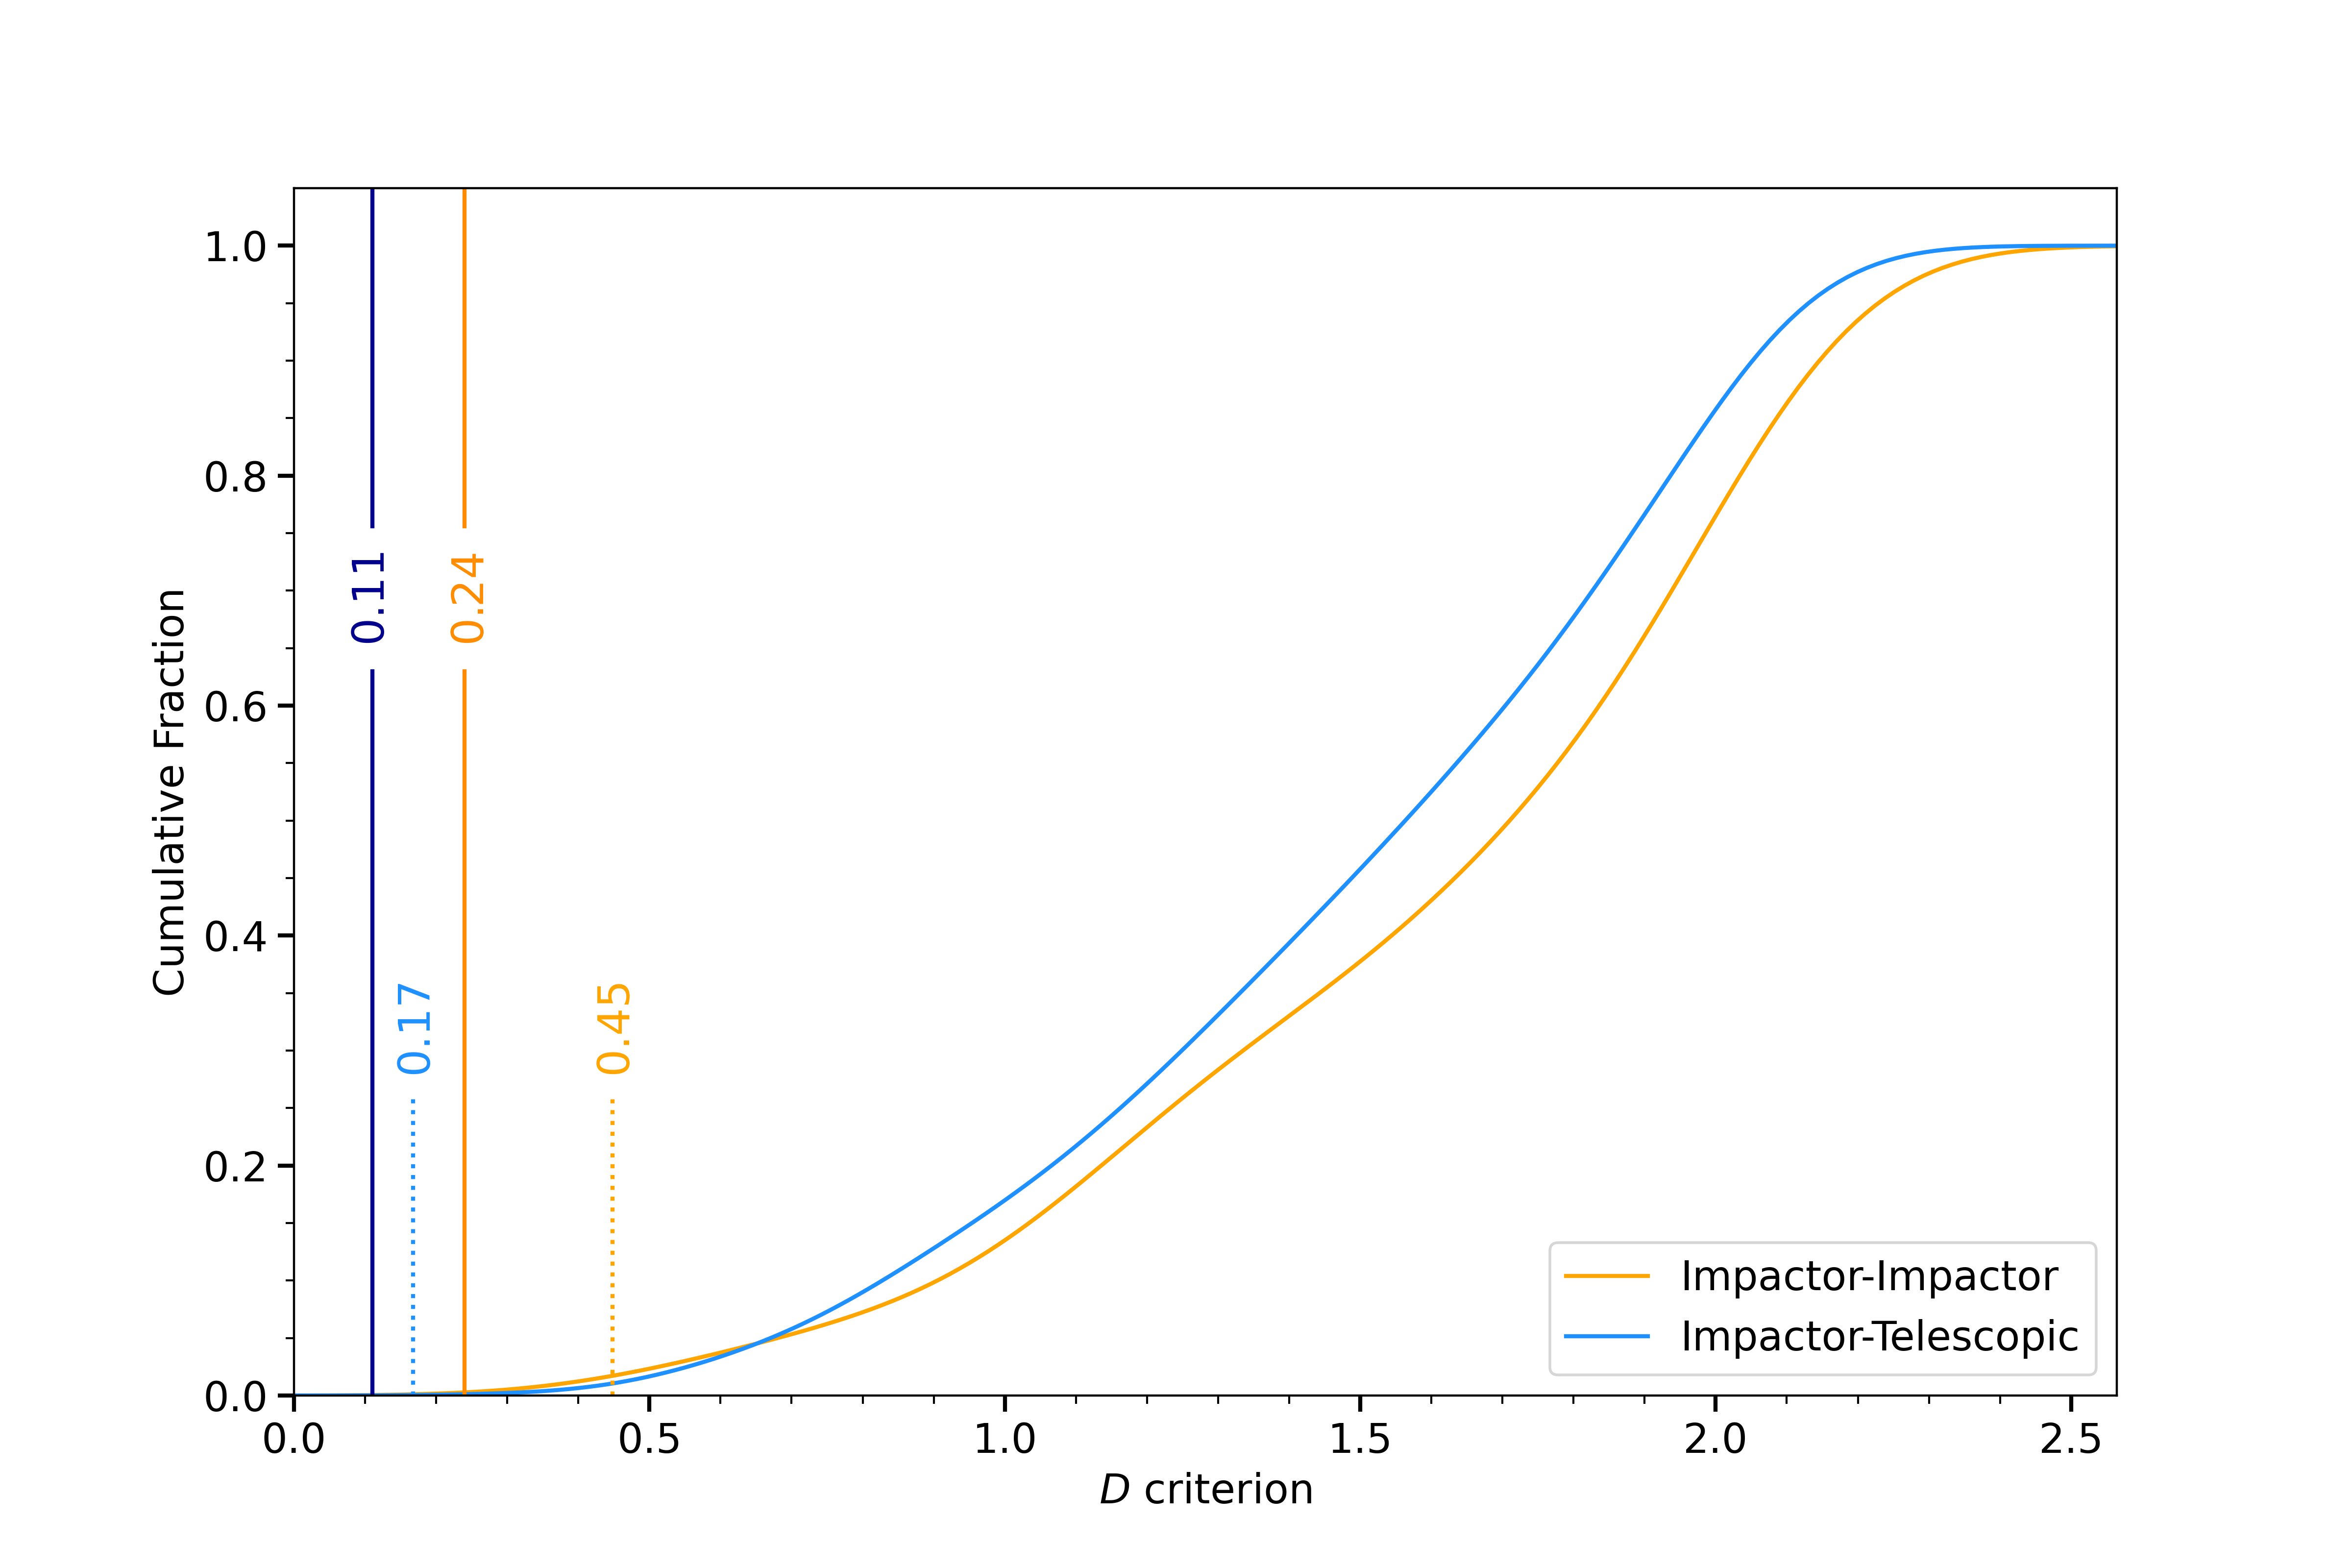 1.0
0.8
0.6
0.4
0.2
0.0
Cumulative Fraction
0.11
0.24
0.17
0.45
Impactor-Impactor
Impactor-Telescopic
0.0 0.5 1.0 1.5 2.0 2.5
D criterion